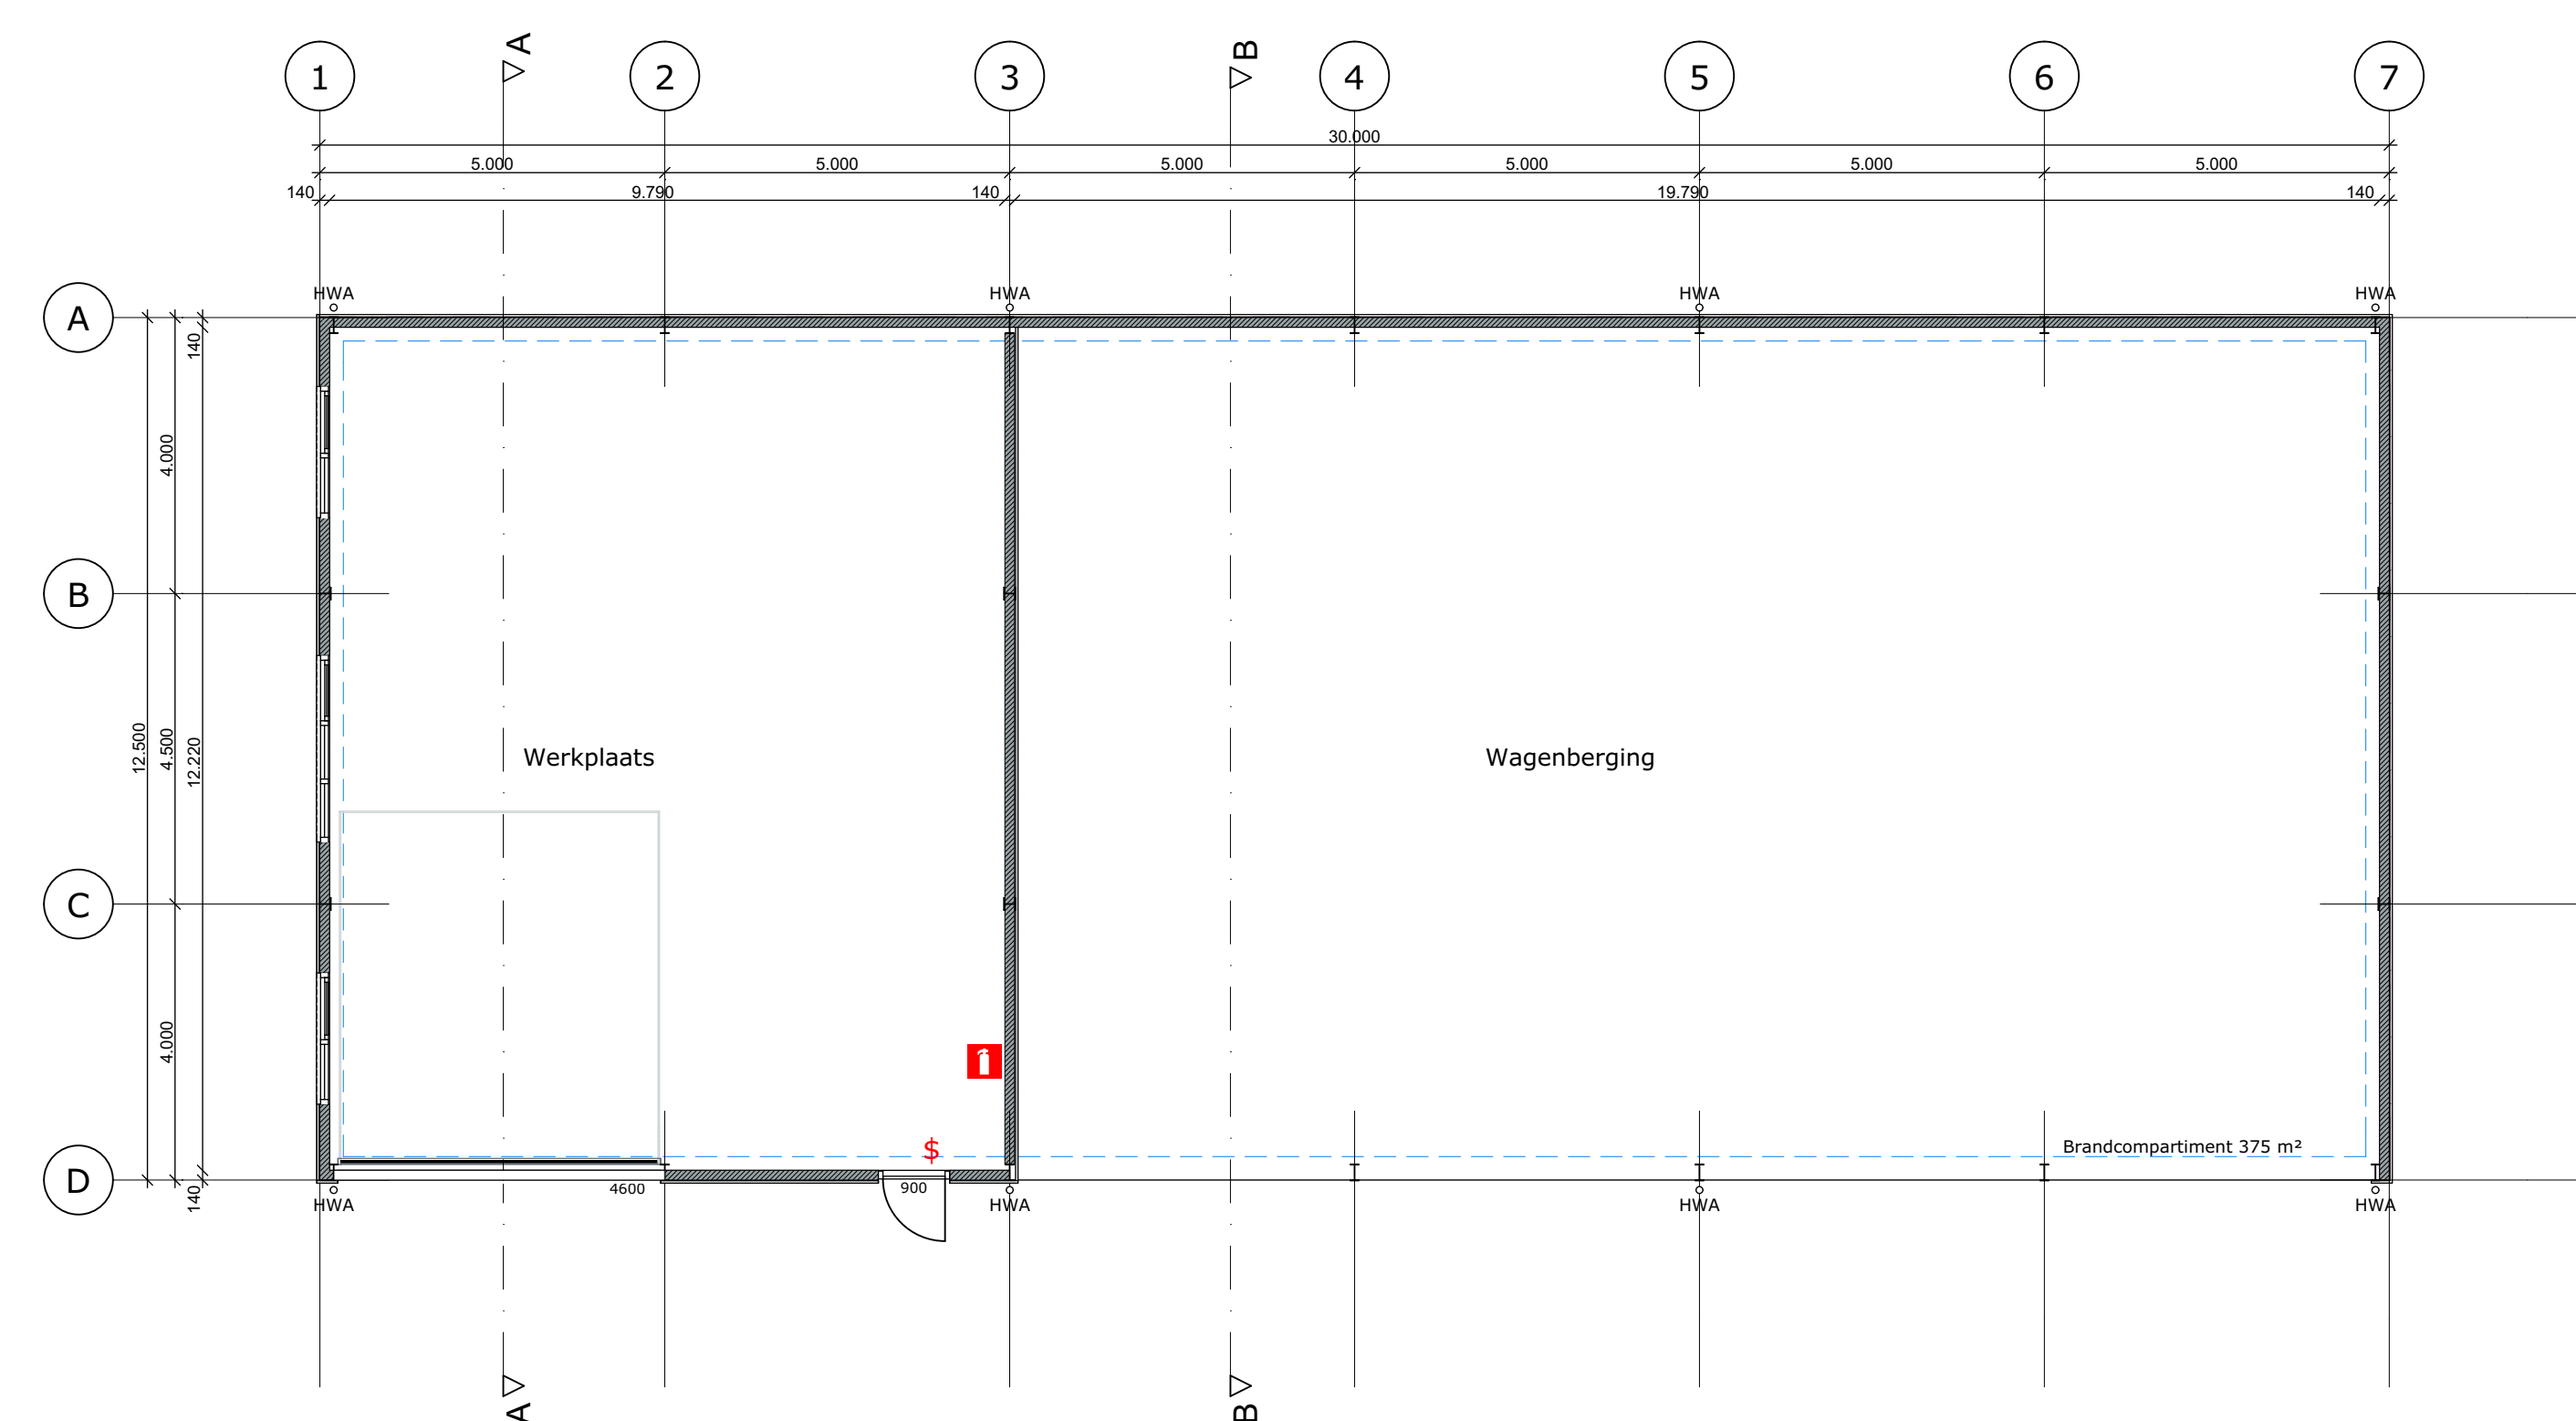 A
B
1
2
3
4
5
6
7
30.000
5.000
5.000
5.000
5.000
5.000
5.000
140
9.790
140
19.790
140
HWA
HWA
HWA
HWA
A
B
C
D
140
4.000
12.500
4.500
12.220
4.000
140
Werkplaats
Wagenberging
$
Brandcompartiment 375 m²
4600
900
HWA
HWA
HWA
HWA
A
B